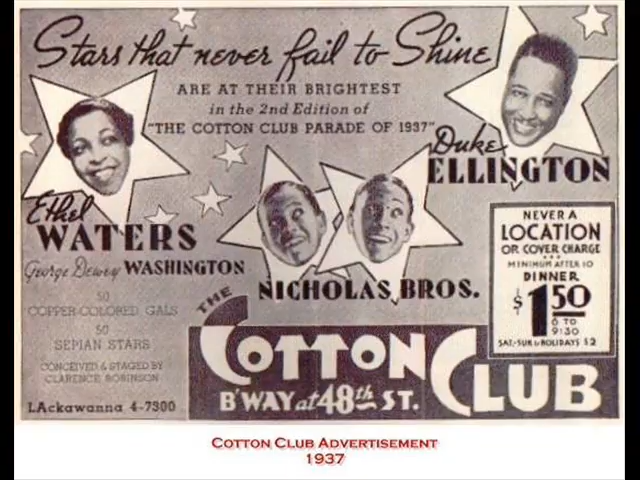 Stars that never fail to Shine
ARE AT THEIR BRIGHTEST
in the 2nd Edition of
"THE COTTON CLUB PARADE OF 1937"
Duke
ELLINGTON
Ethel
WATERS
George Dewey WASHINGTON
NICHOLAS BROS.
50
COPPER COLORED GALS
50
SEPIAN STARS
CONCEIVED & STAGED BY
CLARENCE ROBINSON
LAckawanna 4-7300
NEVER A
LOCATION
OR COVER CHARGE
MINIMUM AFTER 10
DINNER
$1.50
6 TO
9:30
SAT., SUN & HOLIDAYS $2
THE
COTTON
CLUB
B'WAY at 48th ST.
COTTON CLUB ADVERTISEMENT
1937